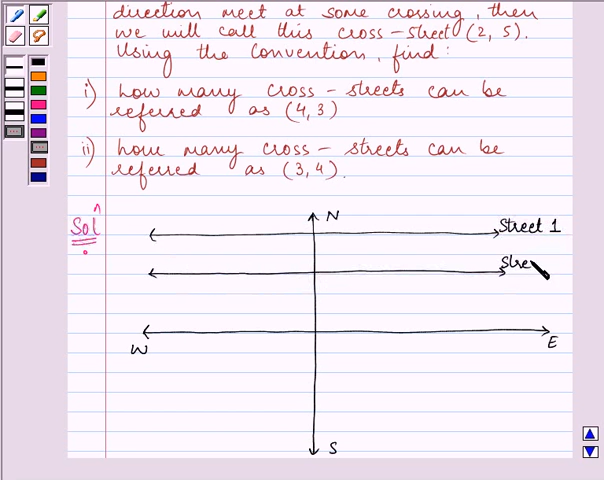 direction meet at some crossing, then
we will call this cross-street (2, 5).
Using the convention, find:
i) how many cross-streets can be
referred as (4,3)
ii) how many cross-streets can be
referred as (3,4).
Solⁿ
N
Street 1
Stre
W
E
S